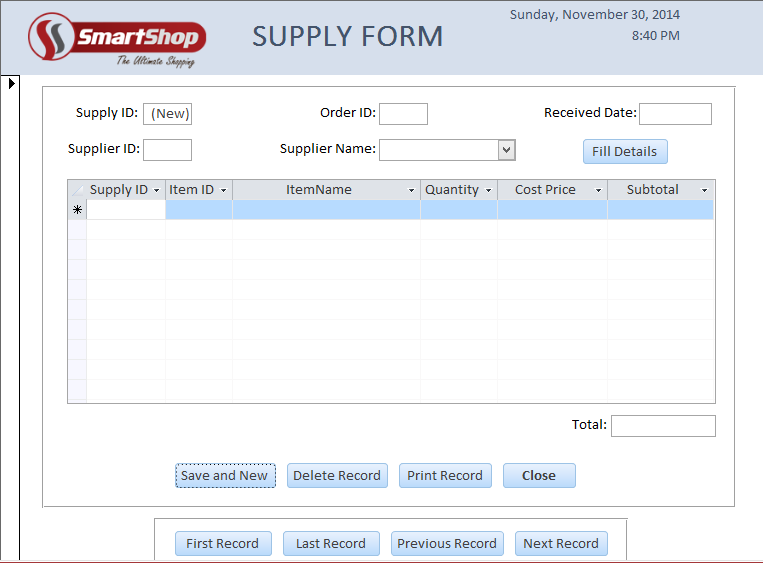 SmartShop
The Ultimate Shopping
SUPPLY FORM
Sunday, November 30, 2014
8:40 PM
Supply ID: (New) Order ID: Received Date:
Supplier ID: Supplier Name: Fill Details
Supply ID Item ID ItemName Quantity Cost Price Subtotal
Total:
Save and New Delete Record Print Record Close
First Record Last Record Previous Record Next Record